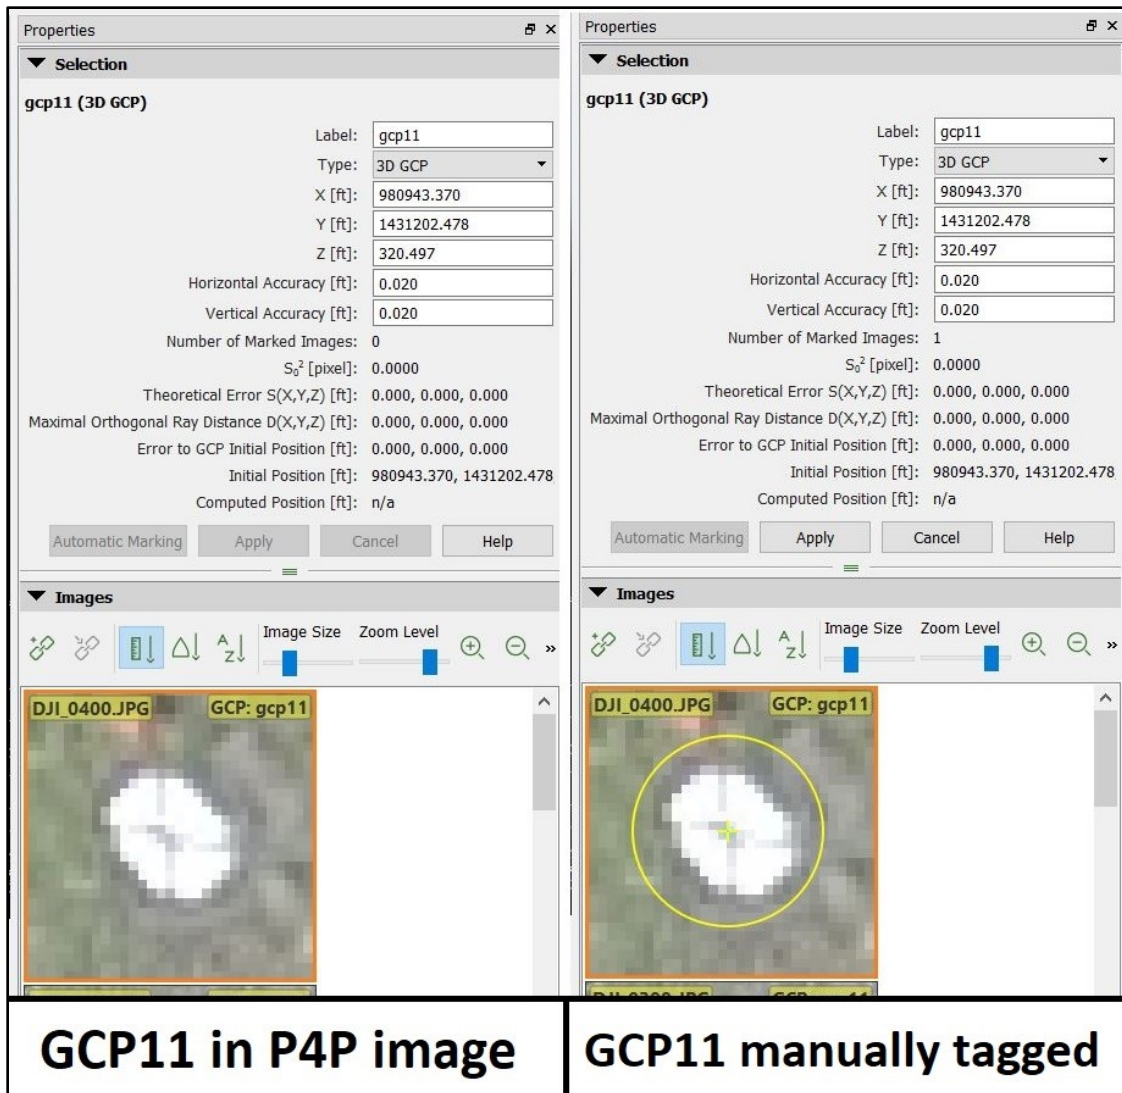 Properties
Selection
gcp11 (3D GCP)
Label: gcp11
Type: 3D GCP
X [ft]: 980943.370
Y [ft]: 1431202.478
Z [ft]: 320.497
Horizontal Accuracy [ft]: 0.020
Vertical Accuracy [ft]: 0.020
Number of Marked Images: 0
S₀² [pixel]: 0.0000
Theoretical Error S(X,Y,Z) [ft]: 0.000, 0.000, 0.000
Maximal Orthogonal Ray Distance D(X,Y,Z) [ft]: 0.000, 0.000, 0.000
Error to GCP Initial Position [ft]: 0.000, 0.000, 0.000
Initial Position [ft]: 980943.370, 1431202.478
Computed Position [ft]: n/a
Automatic Marking Apply Cancel Help
Images
A Z Image Size Zoom Level »
DJI_0400.JPG GCP: gcp11
GCP11 in P4P image
Properties
Selection
gcp11 (3D GCP)
Label: gcp11
Type: 3D GCP
X [ft]: 980943.370
Y [ft]: 1431202.478
Z [ft]: 320.497
Horizontal Accuracy [ft]: 0.020
Vertical Accuracy [ft]: 0.020
Number of Marked Images: 1
S₀² [pixel]: 0.0000
Theoretical Error S(X,Y,Z) [ft]: 0.000, 0.000, 0.000
Maximal Orthogonal Ray Distance D(X,Y,Z) [ft]: 0.000, 0.000, 0.000
Error to GCP Initial Position [ft]: 0.000, 0.000, 0.000
Initial Position [ft]: 980943.370, 1431202.478
Computed Position [ft]: n/a
Automatic Marking Apply Cancel Help
Images
A Z Image Size Zoom Level »
DJI_0400.JPG GCP: gcp11
GCP11 manually tagged